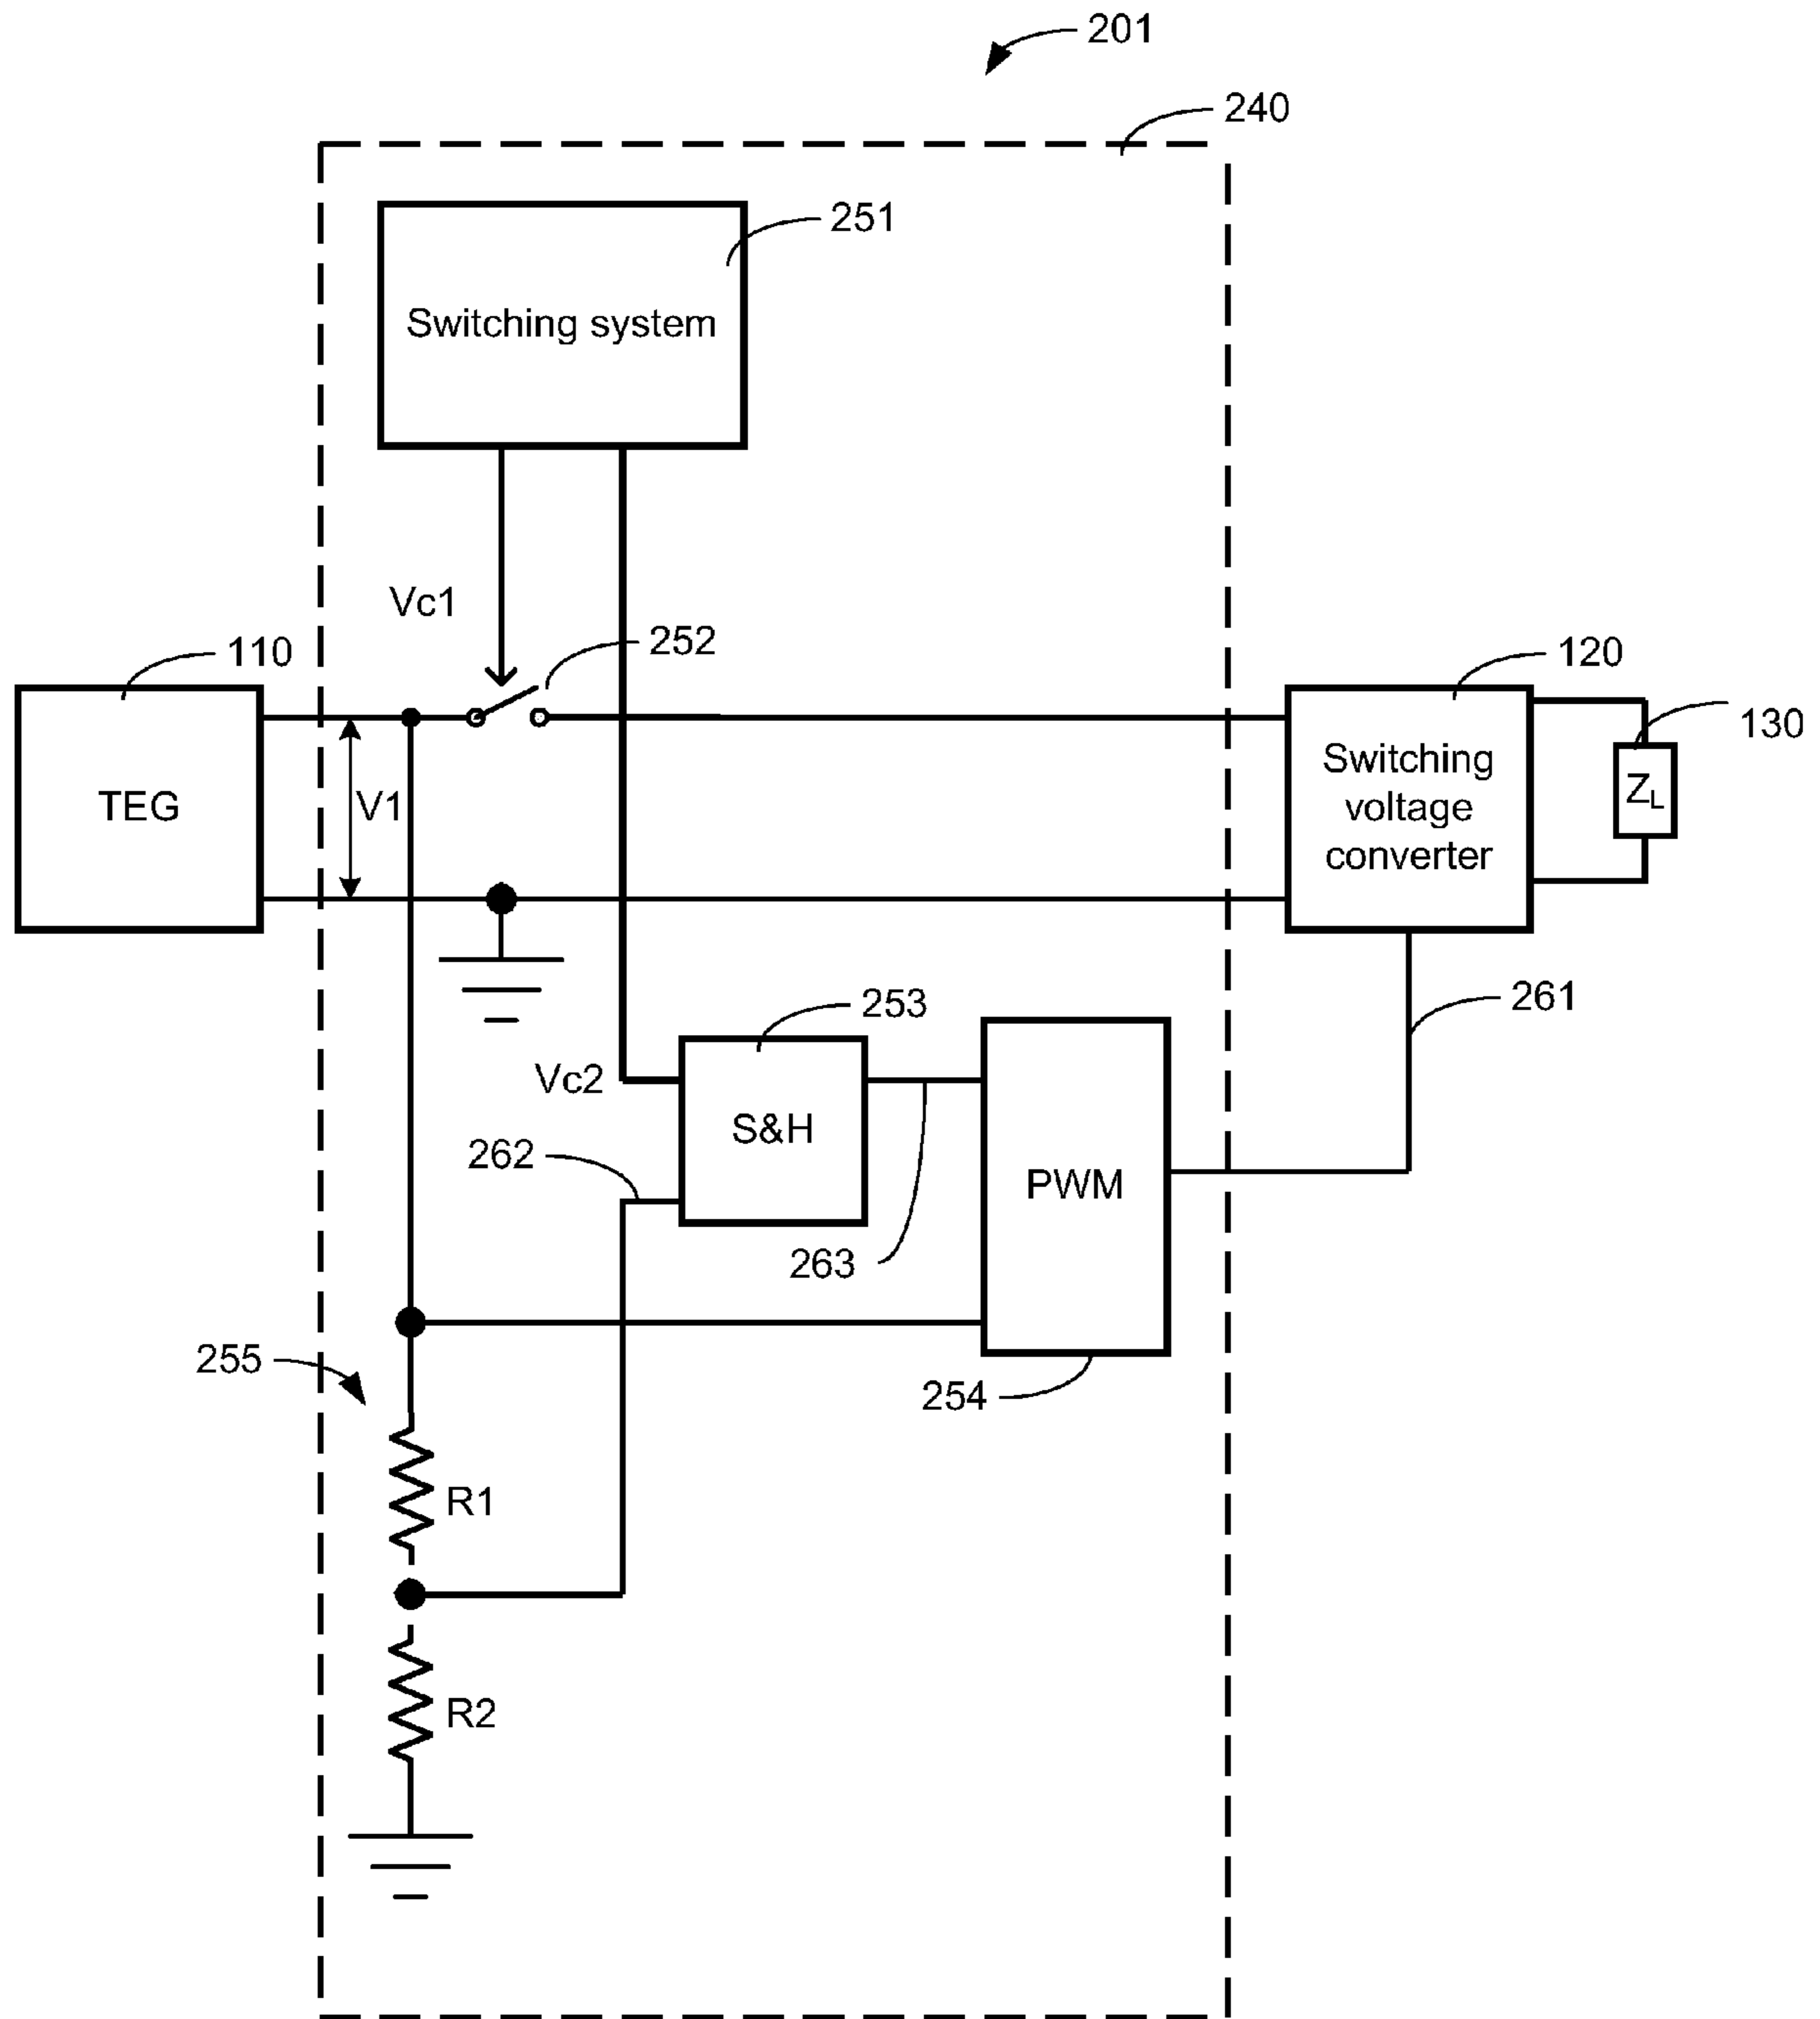 201
240
251
Switching system
Vc1
252
110
120
130
TEG
V1
Switching
voltage
converter
ZL
261
253
Vc2
S&H
262
PWM
263
255
254
R1
R2